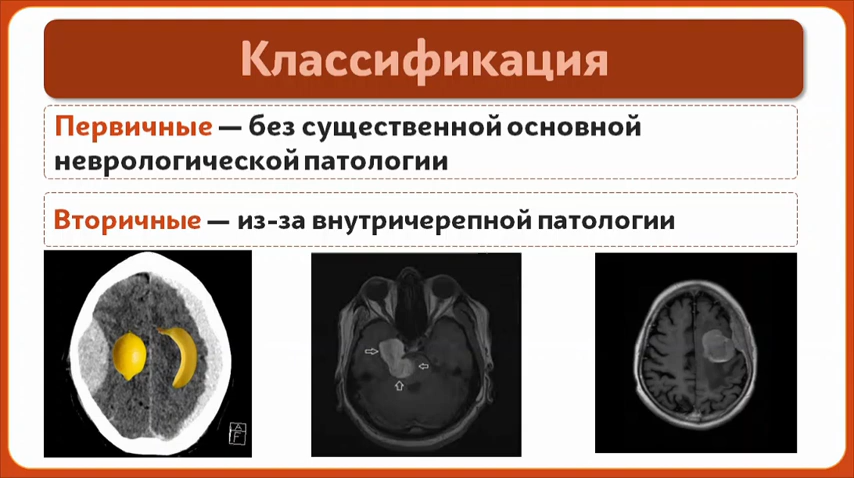 Классификация
Первичные — без существенной основной
неврологической патологии
Вторичные — из-за внутричерепной патологии
A
F